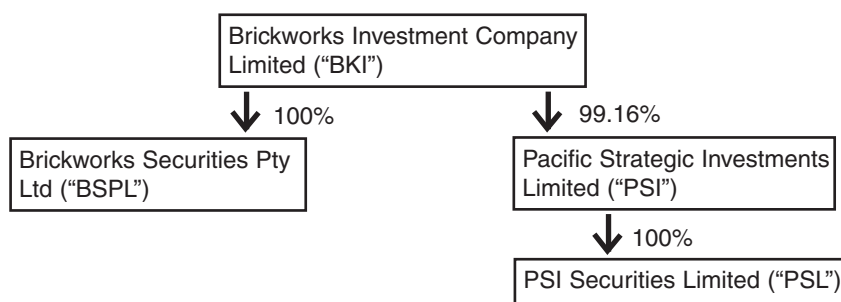 Brickworks Investment Company
Limited (“BKI”)
100%
99.16%
Brickworks Securities Pty
Ltd (“BSPL”)
Pacific Strategic Investments
Limited (“PSI”)
100%
PSI Securities Limited (“PSL”)